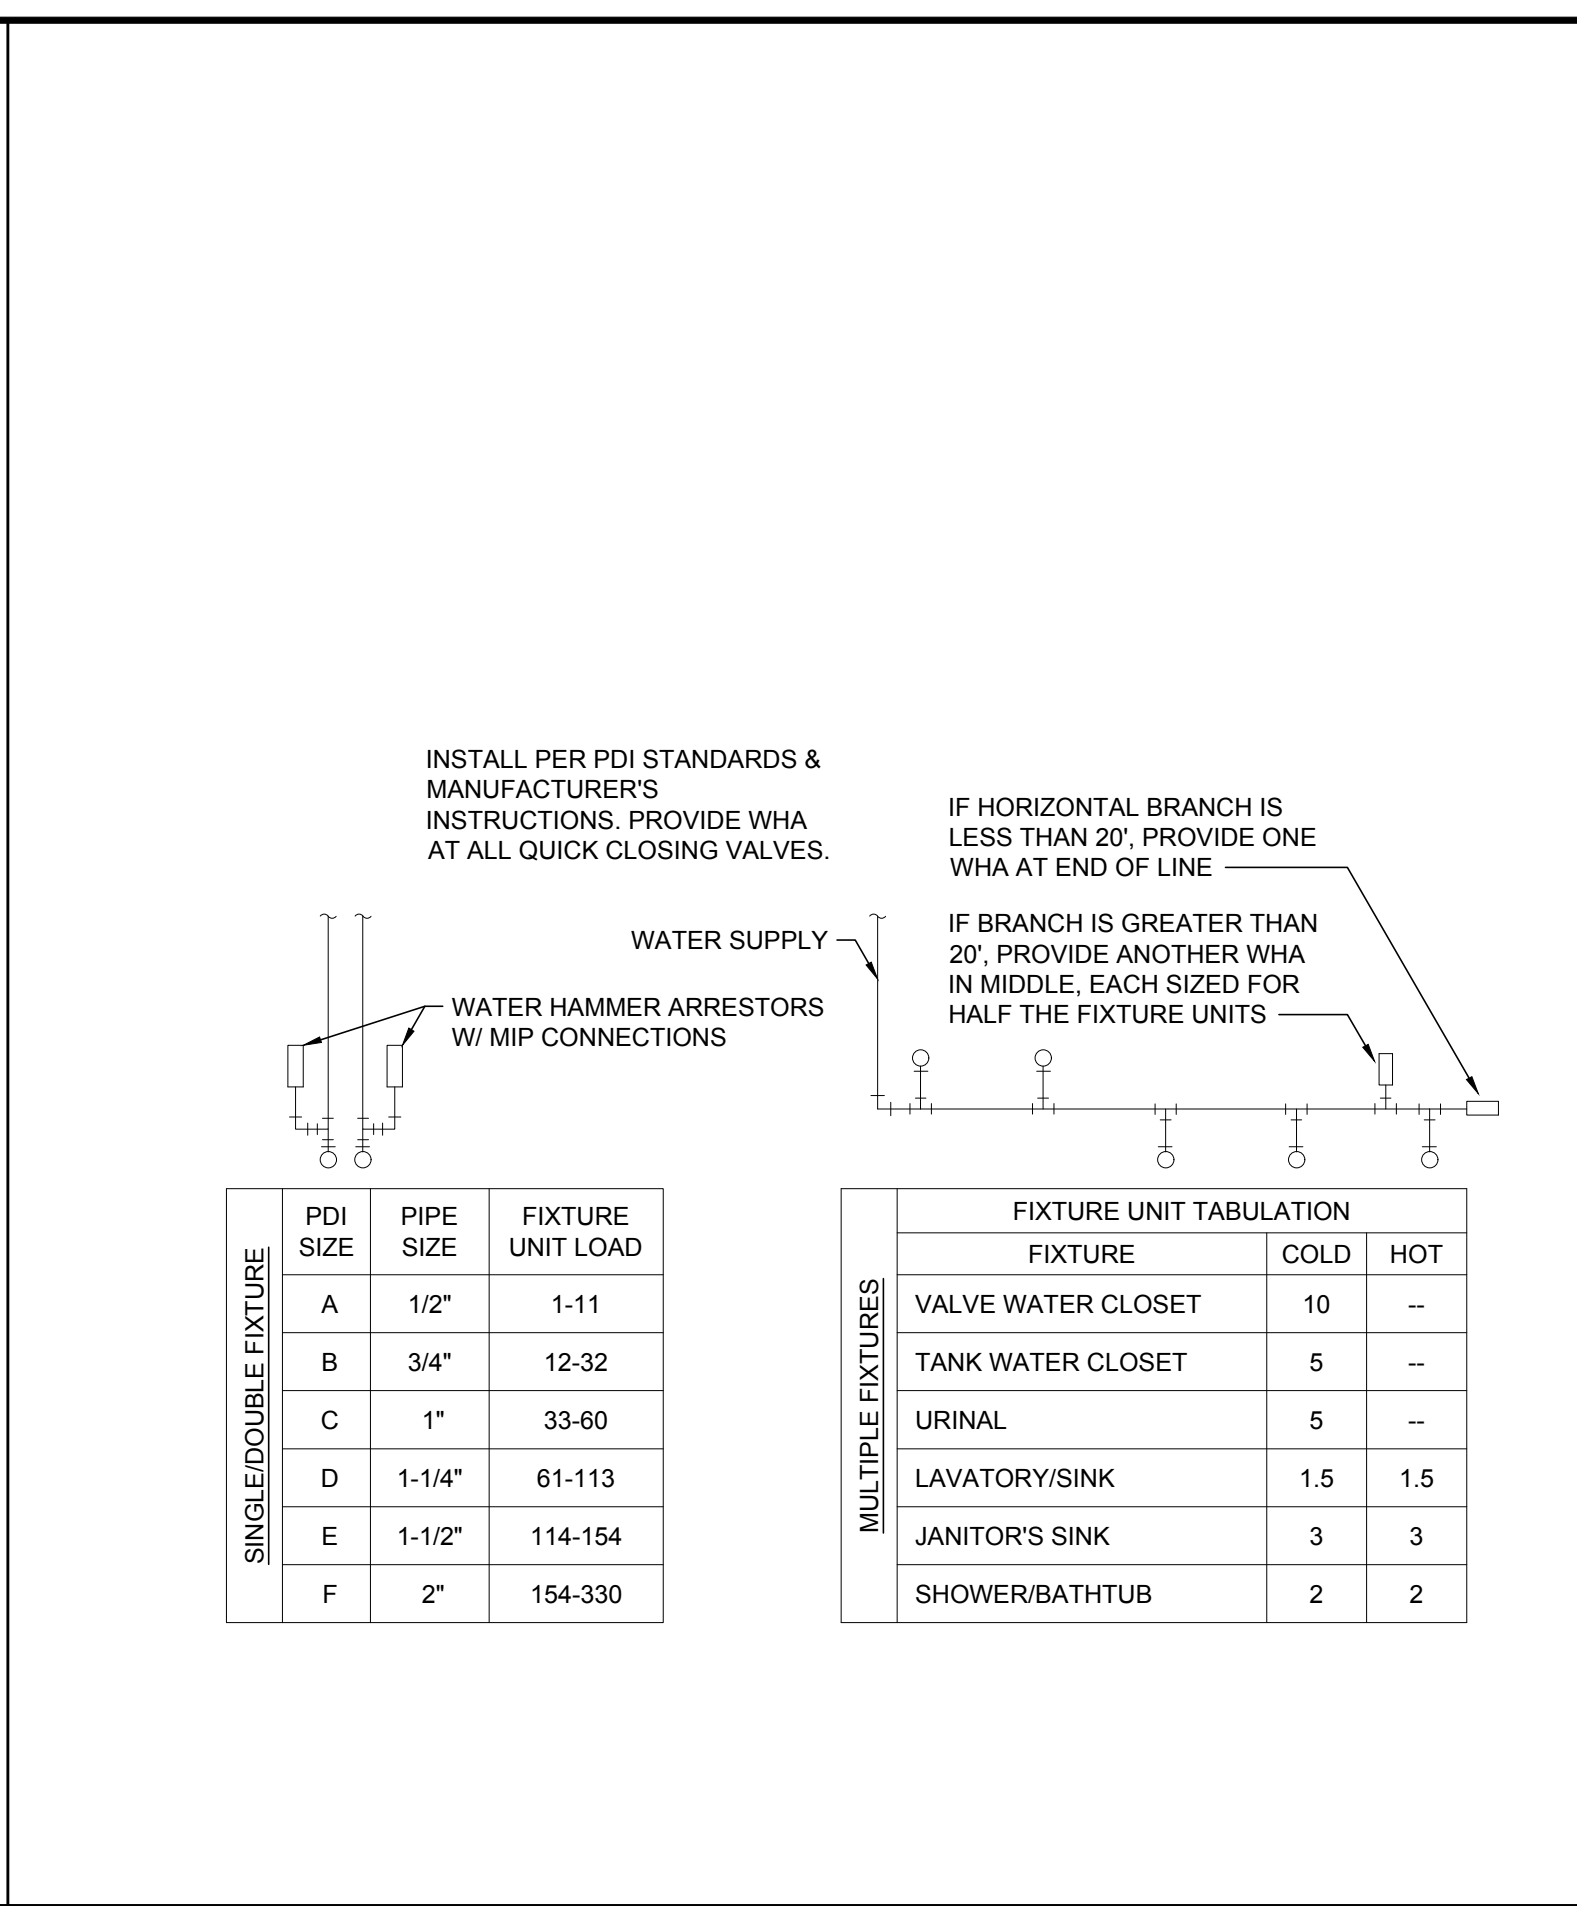 INSTALL PER PDI STANDARDS &
MANUFACTURER'S
INSTRUCTIONS. PROVIDE WHA
AT ALL QUICK CLOSING VALVES.
IF HORIZONTAL BRANCH IS
LESS THAN 20', PROVIDE ONE
WHA AT END OF LINE
WATER SUPPLY
IF BRANCH IS GREATER THAN
20', PROVIDE ANOTHER WHA
IN MIDDLE, EACH SIZED FOR
HALF THE FIXTURE UNITS
WATER HAMMER ARRESTORS
W/ MIP CONNECTIONS
SINGLE/DOUBLE FIXTURE
PDI SIZE PIPE SIZE FIXTURE UNIT LOAD
A 1/2" 1-11
B 3/4" 12-32
C 1" 33-60
D 1-1/4" 61-113
E 1-1/2" 114-154
F 2" 154-330
MULTIPLE FIXTURES
FIXTURE UNIT TABULATION
FIXTURE COLD HOT
VALVE WATER CLOSET 10 --
TANK WATER CLOSET 5 --
URINAL 5 --
LAVATORY/SINK 1.5 1.5
JANITOR'S SINK 3 3
SHOWER/BATHTUB 2 2